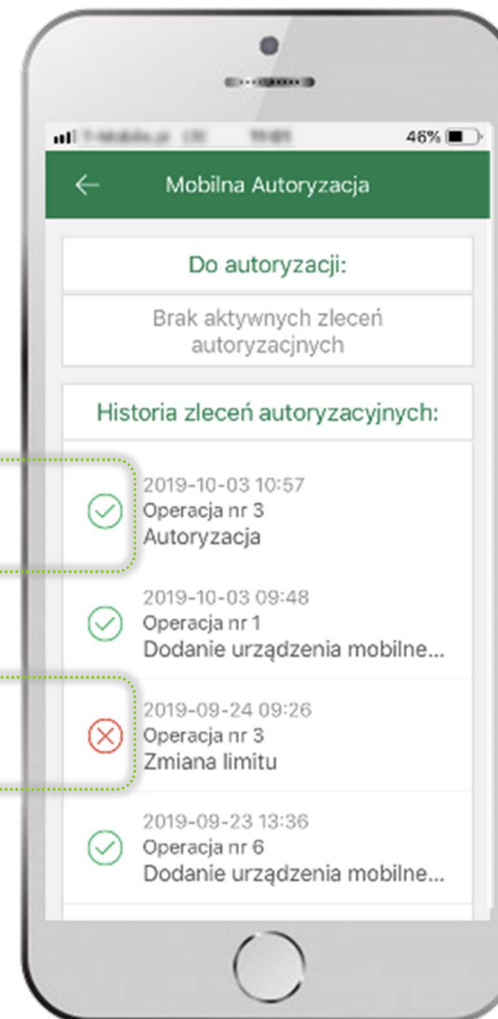 46%
Mobilna Autoryzacja
Do autoryzacji:
Brak aktywnych zleceń
autoryzacjnych
Historia zleceń autoryzacyjnych:
2019-10-03 10:57
Operacja nr 3
Autoryzacja
2019-10-03 09:48
Operacja nr 1
Dodanie urządzenia mobilne...
2019-09-24 09:26
Operacja nr 3
Zmiana limitu
2019-09-23 13:36
Operacja nr 6
Dodanie urządzenia mobilne...